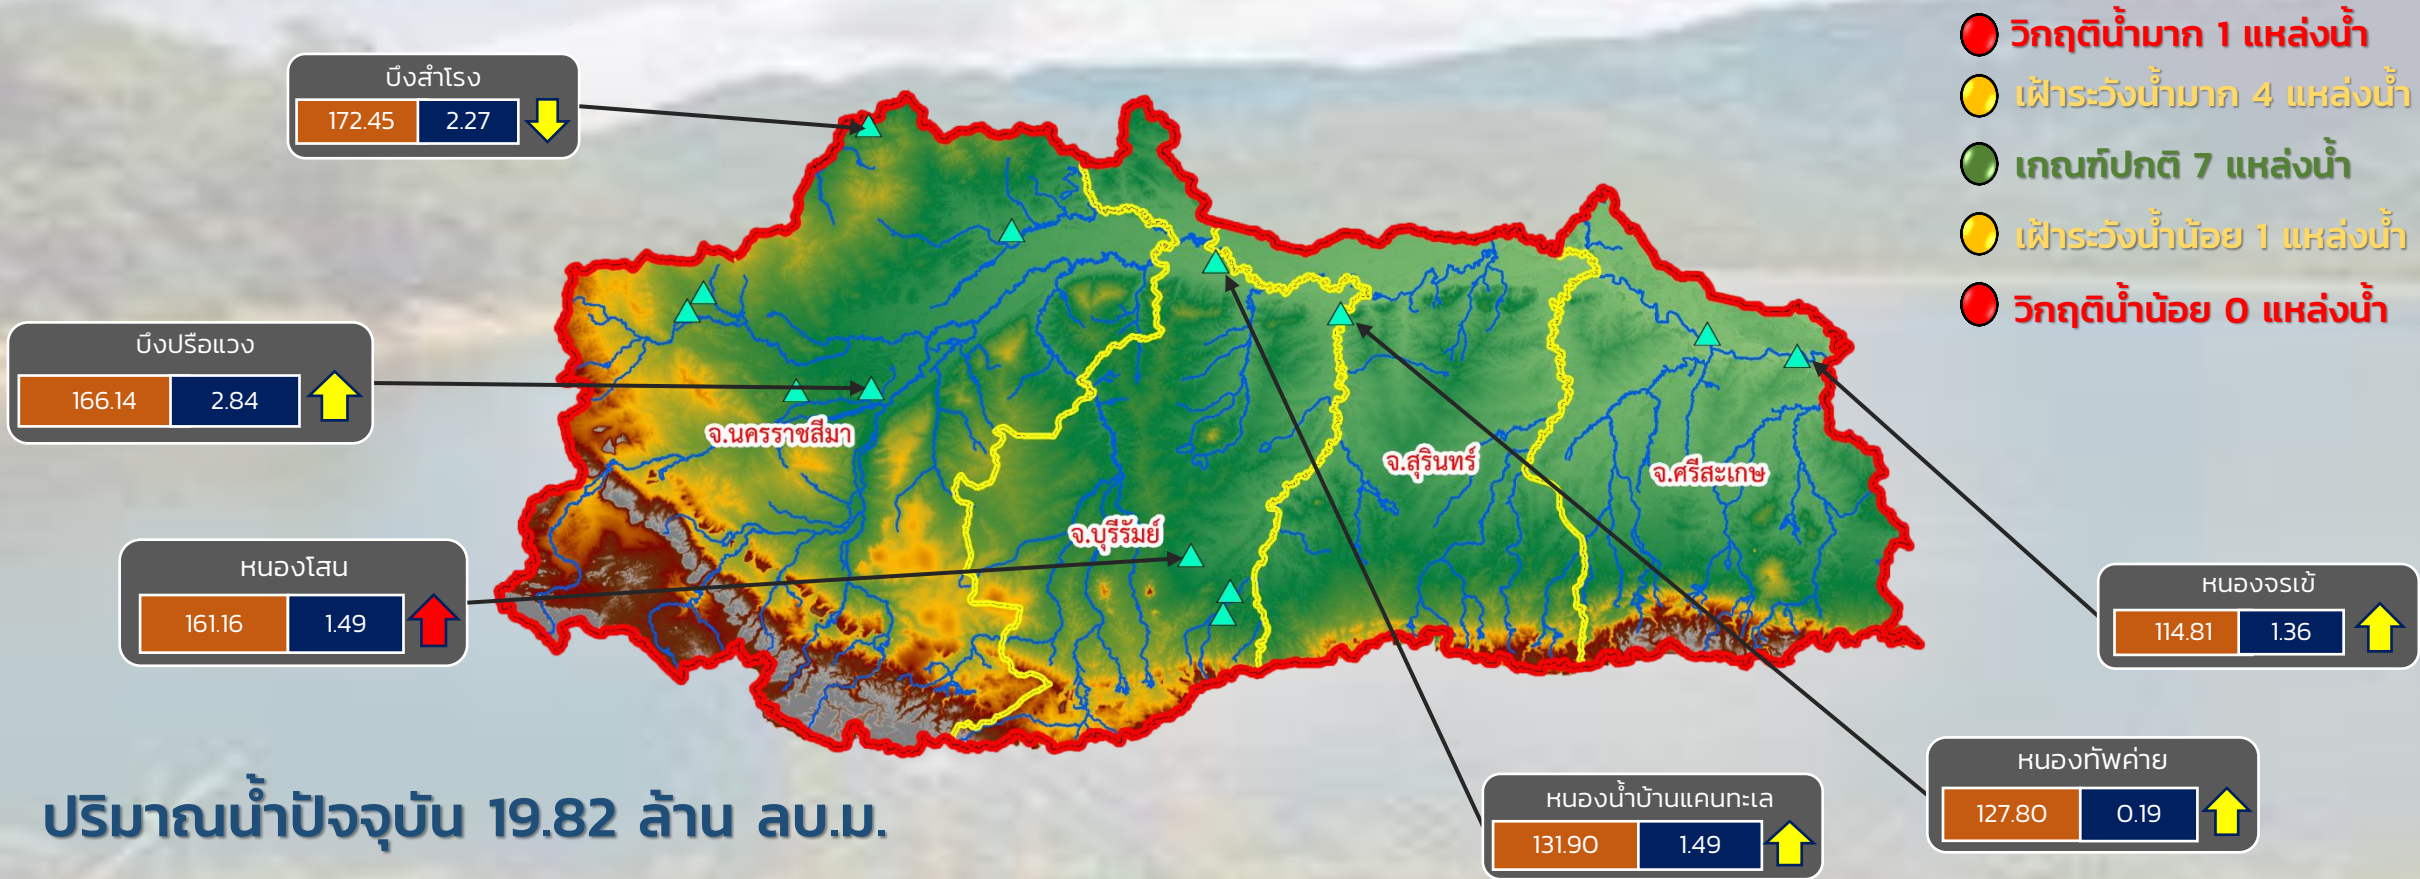 วิกฤติน้ำมาก 1 แหล่งน้ำ
เฝ้าระวังน้ำมาก 4 แหล่งน้ำ
เกณฑ์ปกติ 7 แหล่งน้ำ
เฝ้าระวังน้ำน้อย 1 แหล่งน้ำ
วิกฤติน้ำน้อย 0 แหล่งน้ำ
บึงสำโรง
172.45 2.27
บึงปรือแวง
166.14 2.84
จ.นครราชสีมา
จ.สุรินทร์
จ.ศรีสะเกษ
จ.บุรีรัมย์
หนองโสน
161.16 1.49
หนองจรเข้
114.81 1.36
หนองทัพค่าย
127.80 0.19
หนองน้ำบ้านแคนทะเล
131.90 1.49
ปริมาณน้ำปัจจุบัน 19.82 ล้าน ลบ.ม.